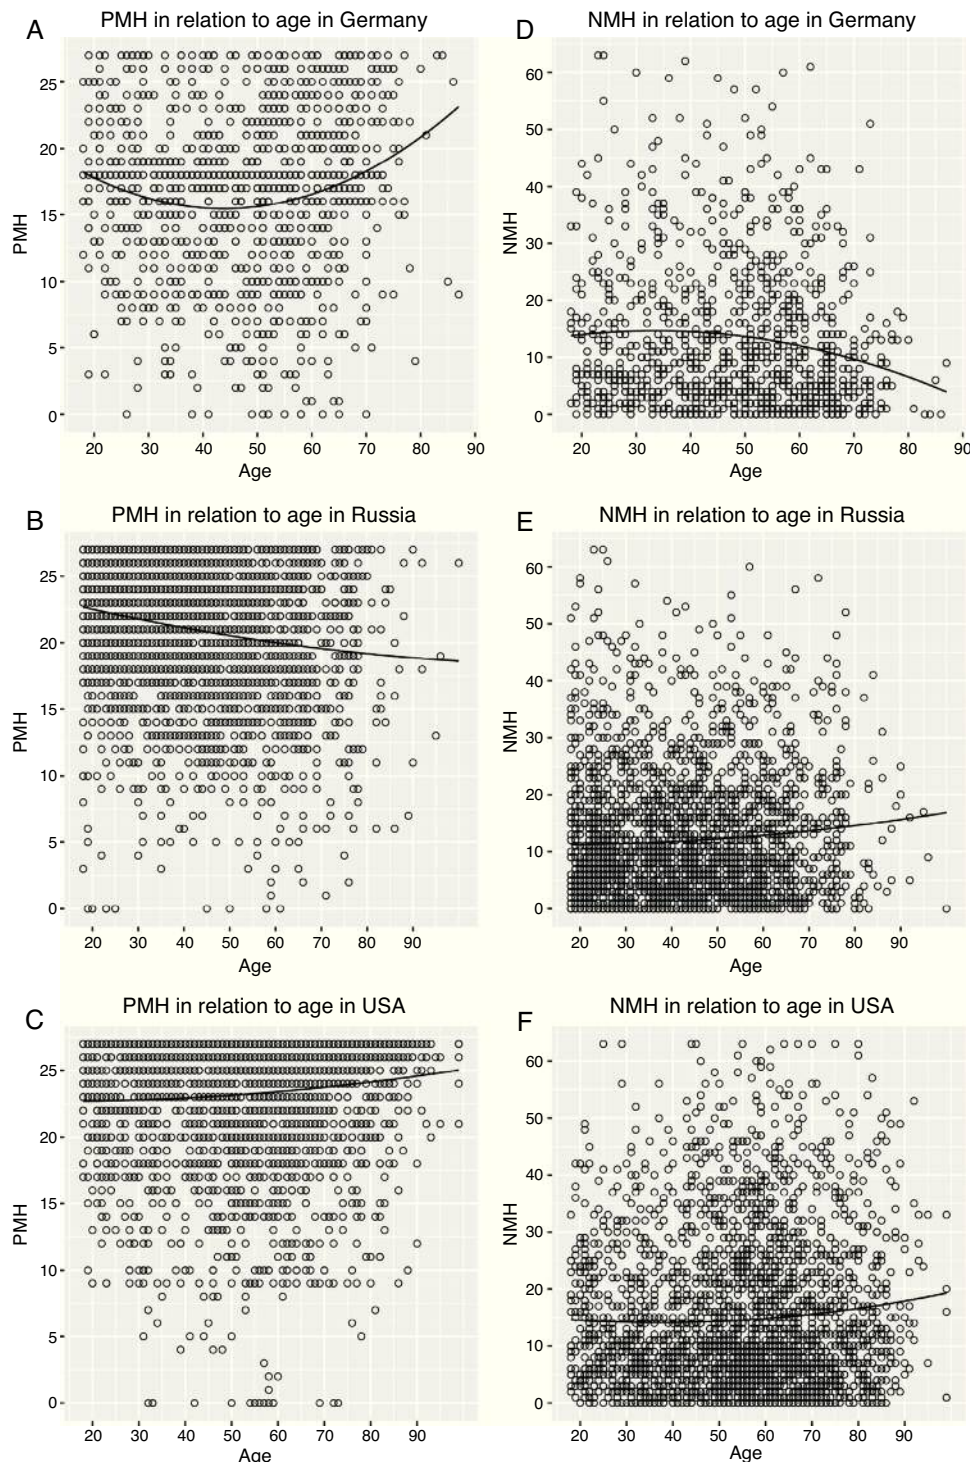 A
PMH in relation to age in Germany
25
20
15
10
5
0
PMH
20 30 40 50 60 70 80 90
Age
D
NMH in relation to age in Germany
60
50
40
30
20
10
0
NMH
20 30 40 50 60 70 80 90
Age
B
PMH in relation to age in Russia
25
20
15
10
5
0
PMH
20 30 40 50 60 70 80 90
Age
E
NMH in relation to age in Russia
60
50
40
30
20
10
0
NMH
20 30 40 50 60 70 80 90
Age
C
PMH in relation to age in USA
25
20
15
10
5
0
PMH
20 30 40 50 60 70 80 90
Age
F
NMH in relation to age in USA
60
50
40
30
20
10
0
NMH
20 30 40 50 60 70 80 90
Age